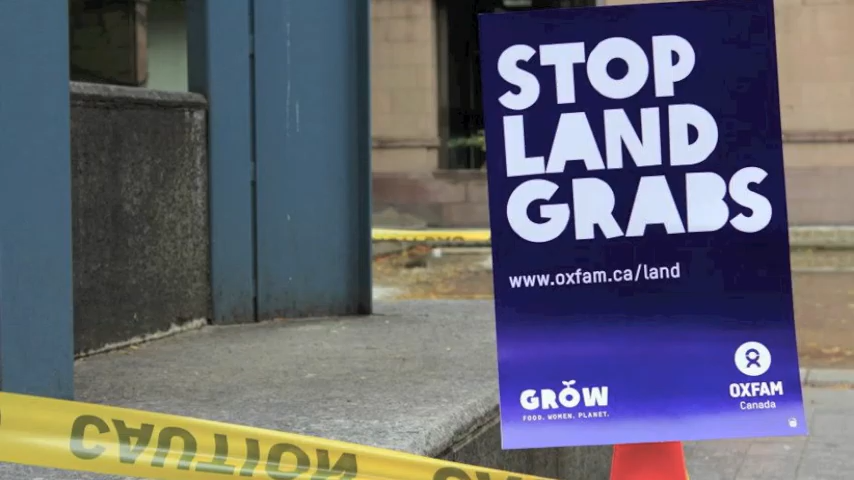 STOP
LAND
GRABS
www.oxfam.ca/land
GROW
FOOD. WOMEN. PLANET.
OXFAM
Canada
CAUTION